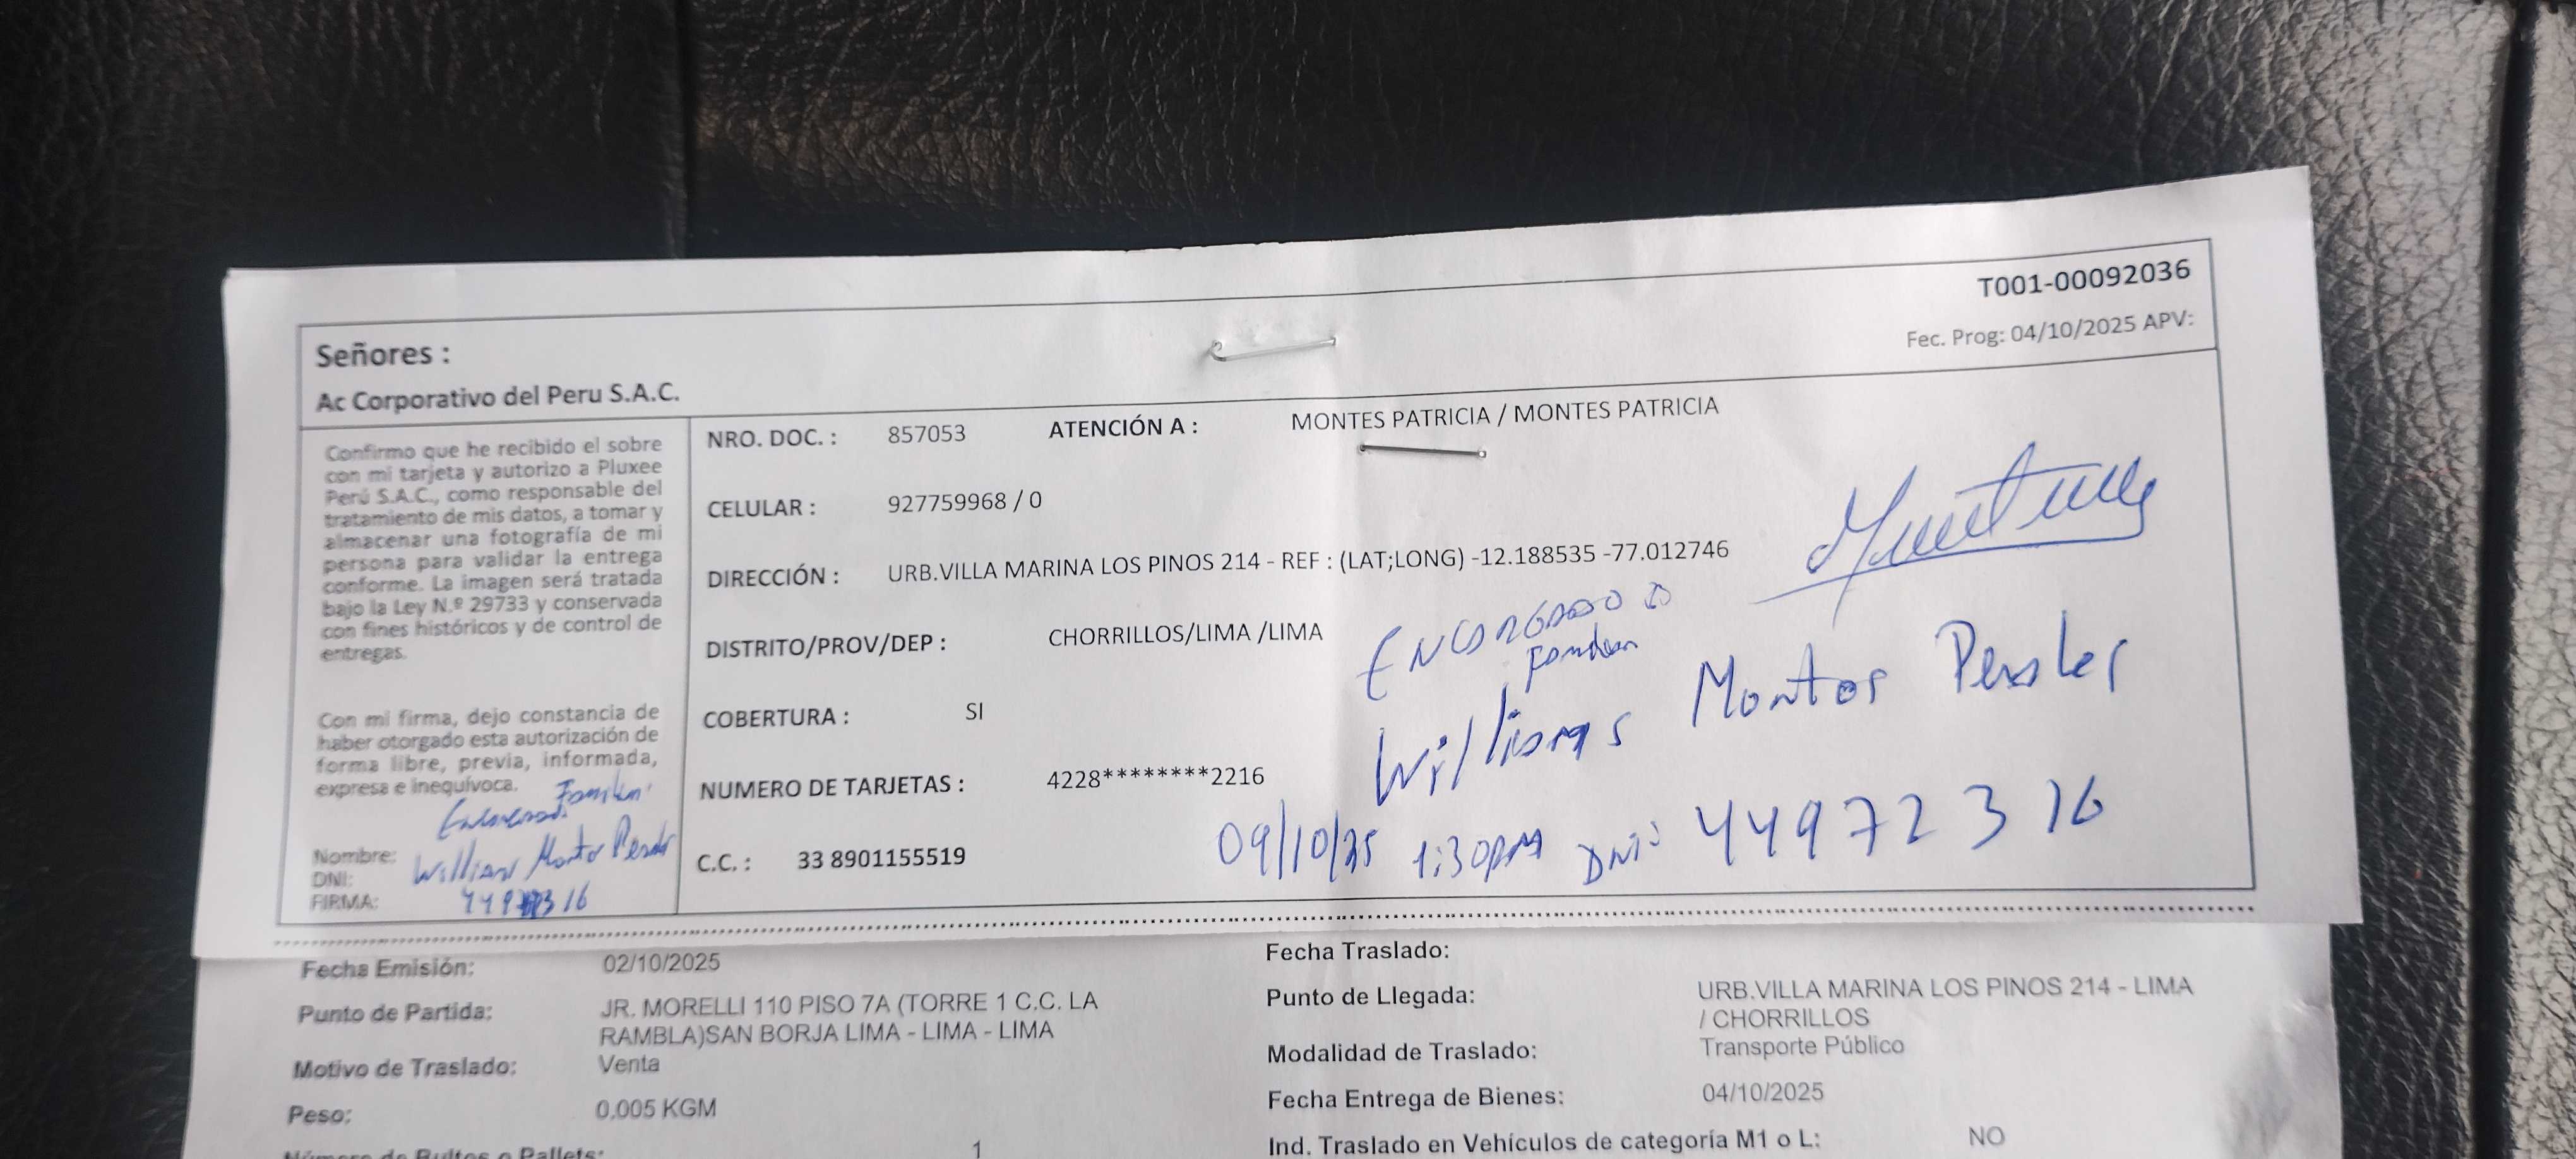 T001-00092036
Fec. Prog: 04/10/2025 APV:
Señores :
Ac Corporativo del Peru S.A.C.
Confirmo que he recibido el sobre
con mi tarjeta y autorizo a Pluxee
Perú S.A.C., como responsable del
tratamiento de mis datos, a tomar y
almacenar una fotografía de mi
persona para validar la entrega
conforme. La imagen será tratada
bajo la Ley N.º 29733 y conservada
con fines históricos y de control de
entregas.
Con mi firma, dejo constancia de
haber otorgado esta autorización de
forma libre, previa, informada,
expresa e inequívoca.
Nombre:
DNI:
FIRMA:
NRO. DOC. : 857053 ATENCIÓN A : MONTES PATRICIA / MONTES PATRICIA
CELULAR : 927759968 / 0
DIRECCIÓN : URB.VILLA MARINA LOS PINOS 214 - REF : (LAT;LONG) -12.188535 -77.012746
DISTRITO/PROV/DEP : CHORRILLOS/LIMA /LIMA
COBERTURA : SI
NUMERO DE TARJETAS : 4228********2216
C.C. : 33 8901155519
Williams Montos
09/10/25 1:30PM DNI: 44972316
Fecha Emisión: 02/10/2025
Punto de Partida: JR. MORELLI 110 PISO 7A (TORRE 1 C.C. LA
RAMBLA)SAN BORJA LIMA - LIMA - LIMA
Motivo de Traslado: Venta
Peso: 0.005 KGM
Número de Bultos o Pallets: 1
Fecha Traslado:
Punto de Llegada: URB.VILLA MARINA LOS PINOS 214 - LIMA
/ CHORRILLOS
Modalidad de Traslado: Transporte Público
Fecha Entrega de Bienes: 04/10/2025
Ind. Traslado en Vehículos de categoría M1 o L: NO